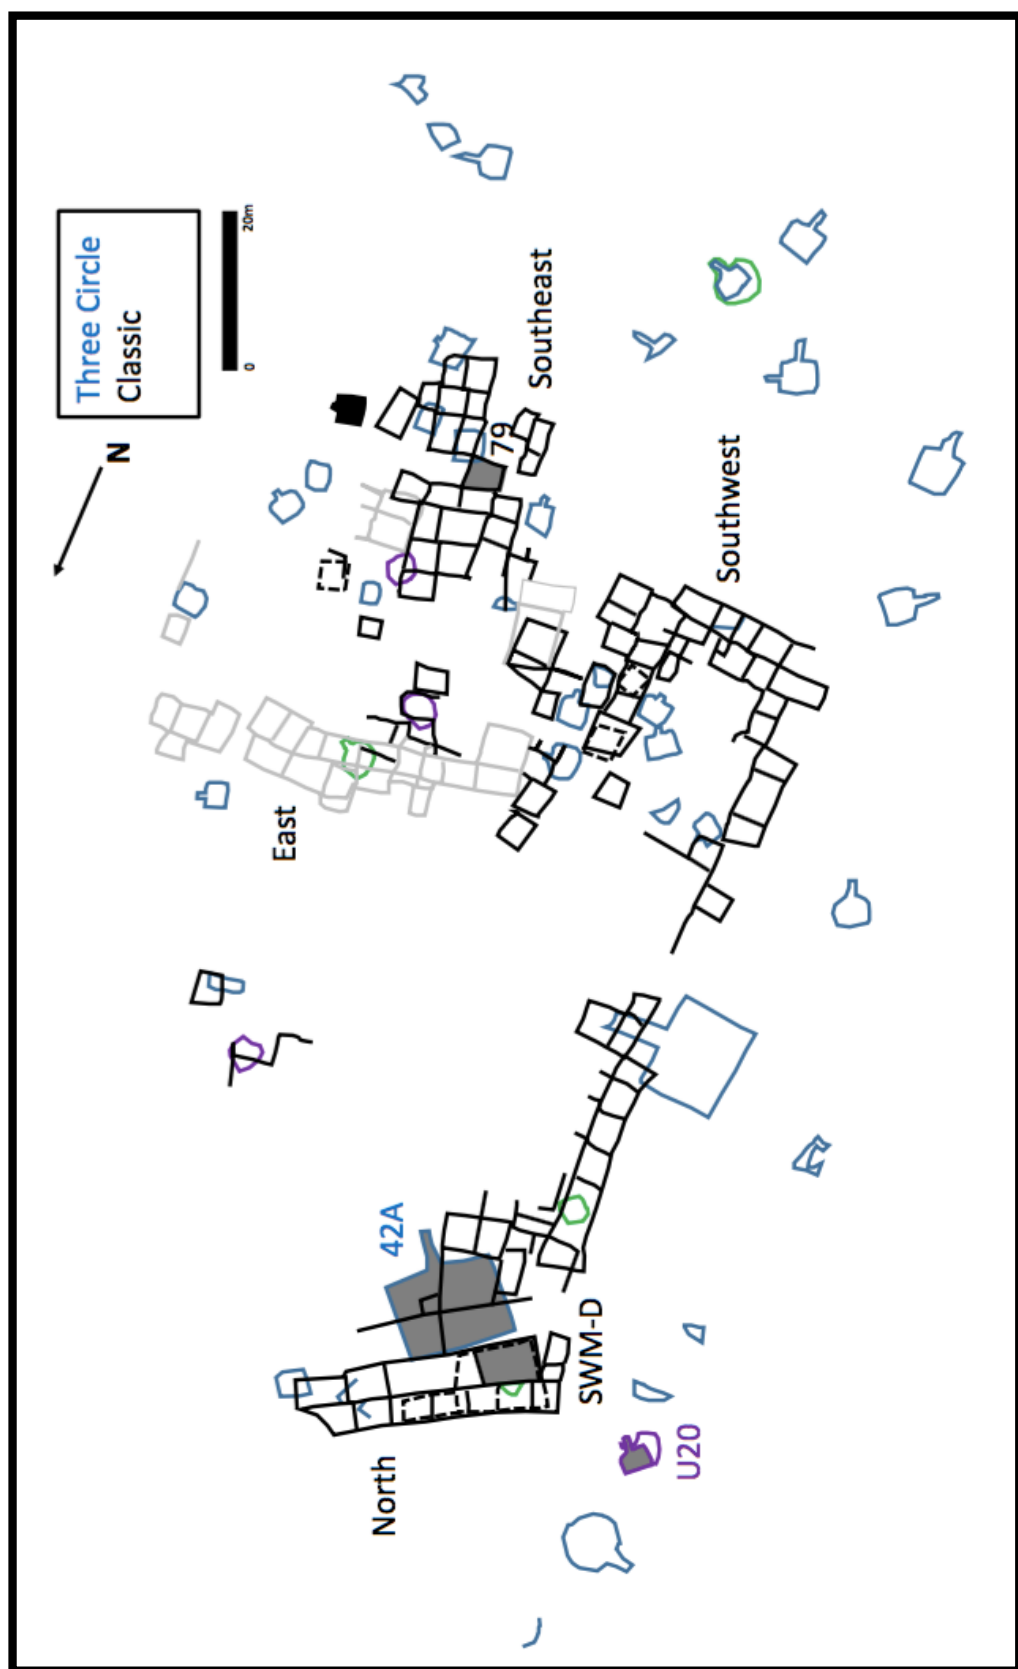 Three Circle
Classic
20m
0
N
Southeast
79
Southwest
East
42A
SWM-D
North
U20